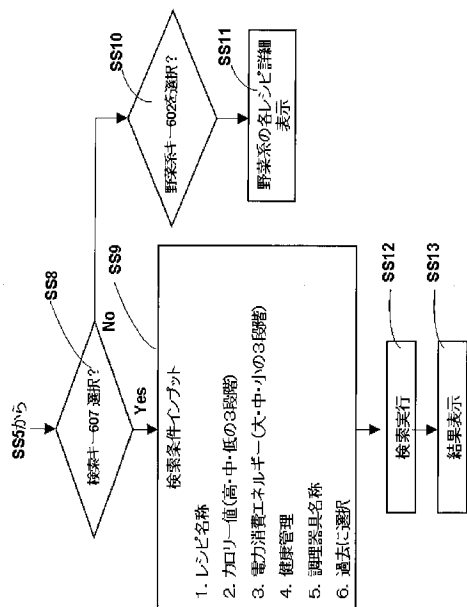 SS5から
検索キー607 選択?
SS8
No
Yes
野菜系キー602を選択?
SS10
野菜系の各レシピ詳細
表示
SS11
SS9
検索条件インプット
1. レシピ名称
2. カロリー値(高・中・低の3段階)
3. 電力消費エネルギー(大・中・小の3段階)
4. 健康管理
5. 調理器具名称
6. 過去に選択
検索実行
SS12
結果表示
SS13